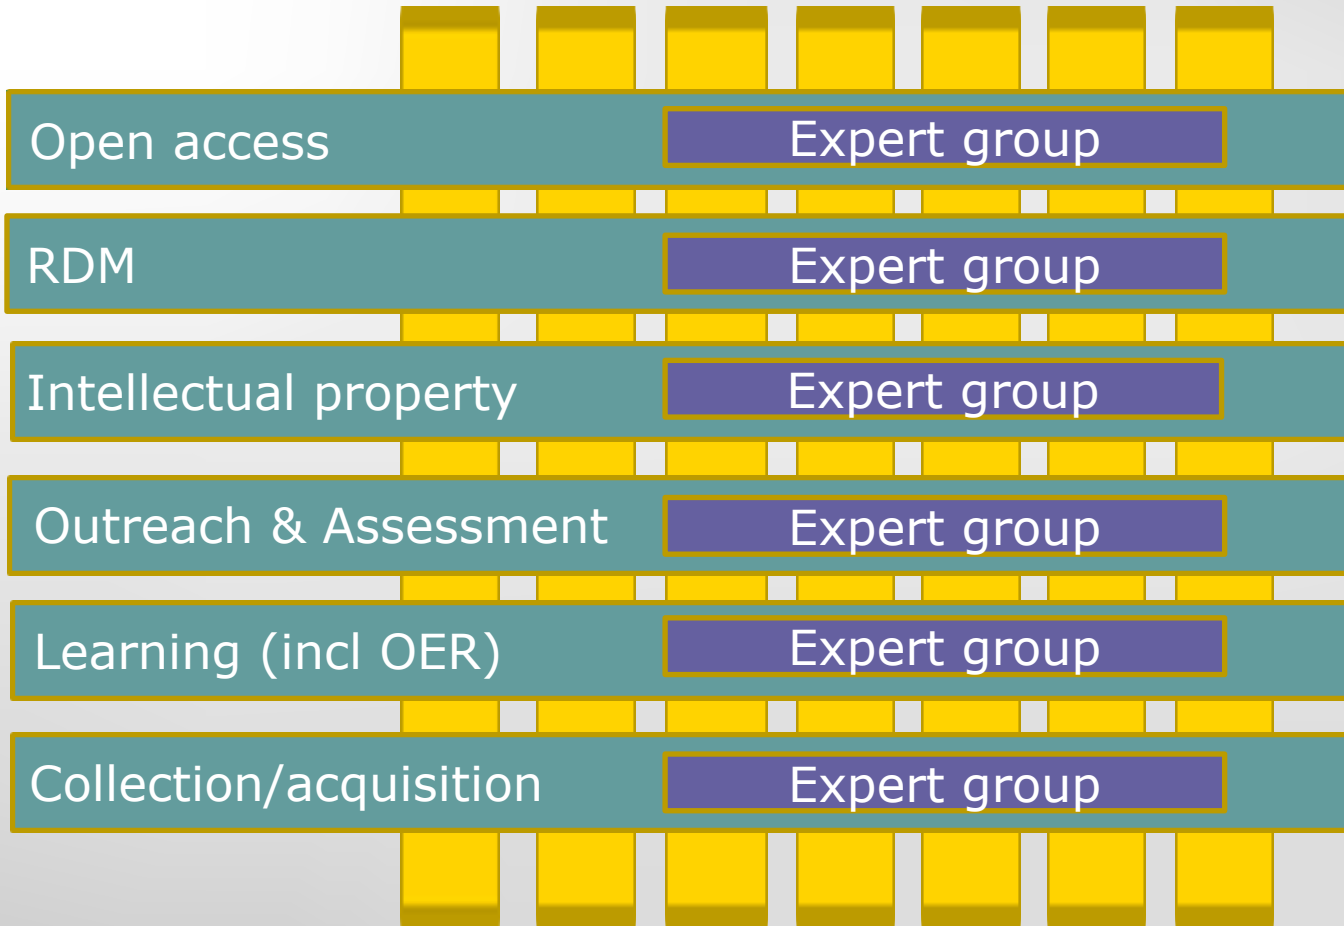 Open access
Expert group
RDM
Expert group
Intellectual property
Expert group
Outreach & Assessment
Expert group
Learning (incl OER)
Expert group
Collection/acquisition
Expert group